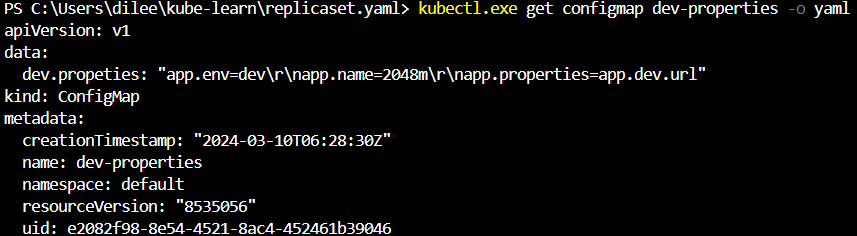 PS C:\Users\dilee\kube-learn\replicaset.yaml> kubectl.exe get configmap dev-properties -o yaml
apiVersion: v1
data:
  dev.propeties: "app.env=dev\r\napp.name=2048m\r\napp.properties=app.dev.url"
kind: ConfigMap
metadata:
  creationTimestamp: "2024-03-10T06:28:30Z"
  name: dev-properties
  namespace: default
  resourceVersion: "8535056"
  uid: e2082f98-8e54-4521-8ac4-452461b39046